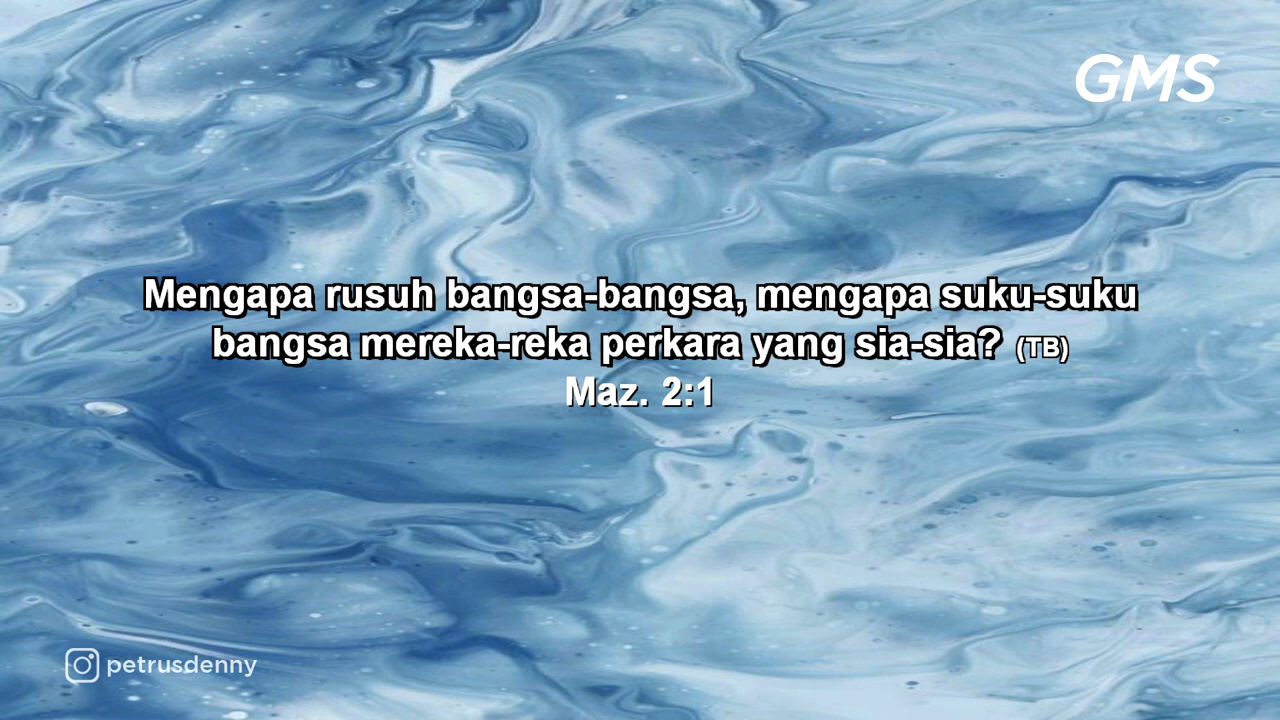 GMS
Mengapa rusuh bangsa-bangsa, mengapa suku-suku
bangsa mereka-reka perkara yang sia-sia? (TB)
Maz. 2:1
petrusdenny